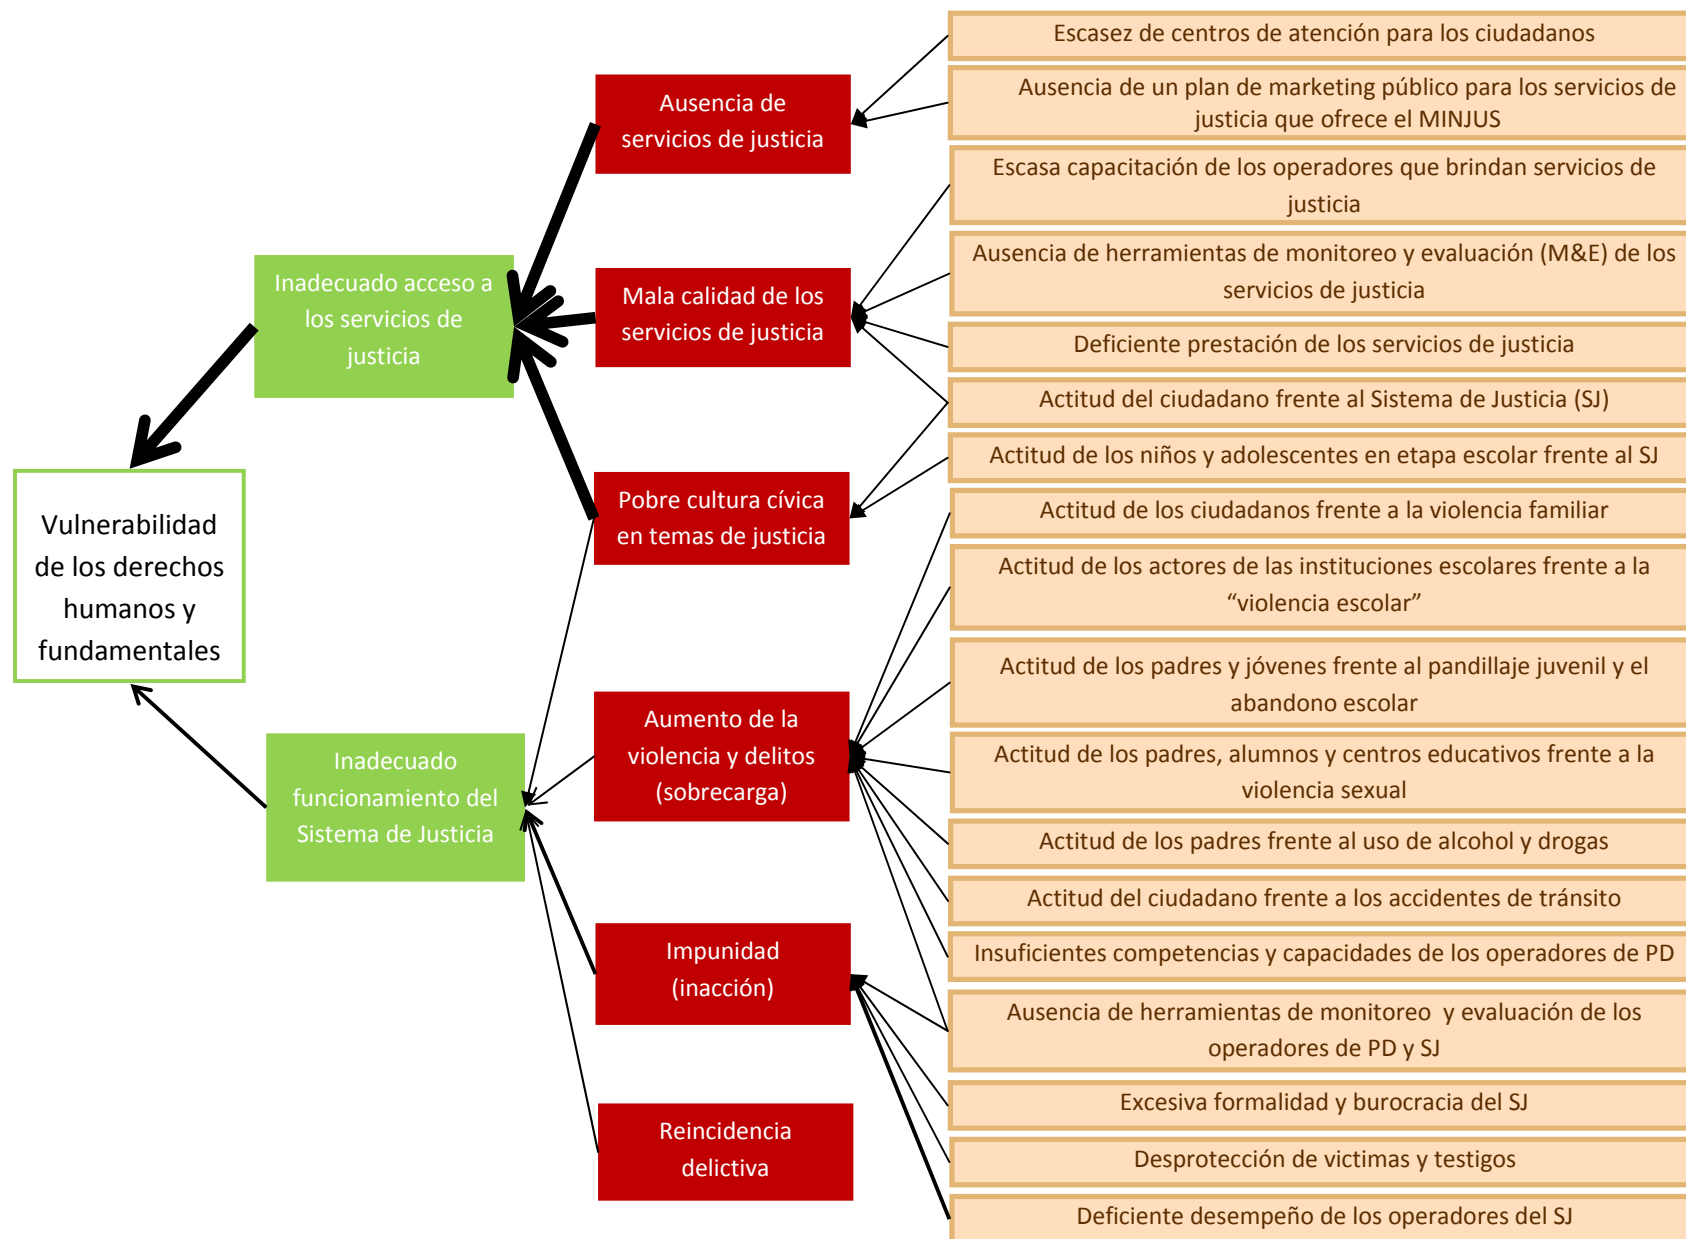 Vulnerabilidad
de los derechos
humanos y
fundamentales
Inadecuado acceso a
los servicios de
justicia
Inadecuado
funcionamiento del
Sistema de Justicia
Ausencia de
servicios de justicia
Mala calidad de los
servicios de justicia
Pobre cultura cívica
en temas de justicia
Aumento de la
violencia y delitos
(sobrecarga)
Impunidad
(inacción)
Reincidencia
delictiva
Escasez de centros de atención para los ciudadanos
Ausencia de un plan de marketing público para los servicios de
justicia que ofrece el MINJUS
Escasa capacitación de los operadores que brindan servicios de
justicia
Ausencia de herramientas de monitoreo y evaluación (M&E) de los
servicios de justicia
Deficiente prestación de los servicios de justicia
Actitud del ciudadano frente al Sistema de Justicia (SJ)
Actitud de los niños y adolescentes en etapa escolar frente al SJ
Actitud de los ciudadanos frente a la violencia familiar
Actitud de los actores de las instituciones escolares frente a la
“violencia escolar”
Actitud de los padres y jóvenes frente al pandillaje juvenil y el
abandono escolar
Actitud de los padres, alumnos y centros educativos frente a la
violencia sexual
Actitud de los padres frente al uso de alcohol y drogas
Actitud del ciudadano frente a los accidentes de tránsito
Insuficientes competencias y capacidades de los operadores de PD
Ausencia de herramientas de monitoreo y evaluación de los
operadores de PD y SJ
Excesiva formalidad y burocracia del SJ
Desprotección de victimas y testigos
Deficiente desempeño de los operadores del SJ